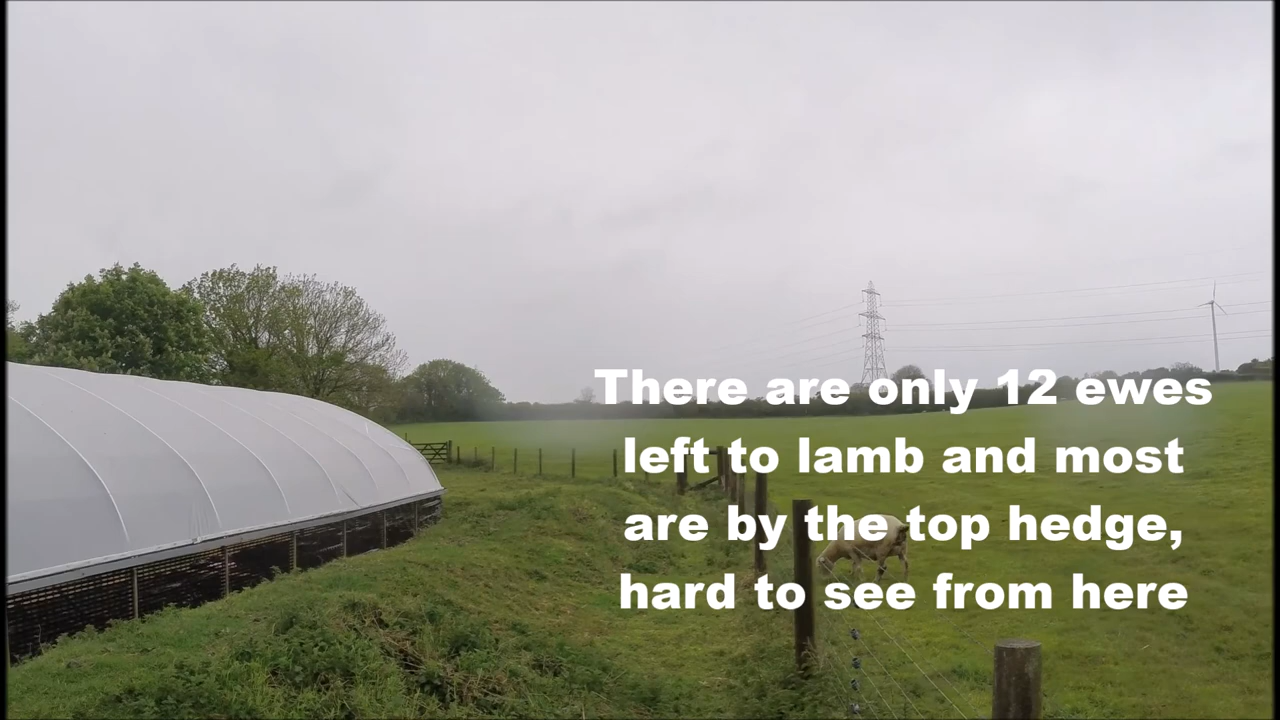 There are only 12 ewes
left to lamb and most
are by the top hedge,
hard to see from here